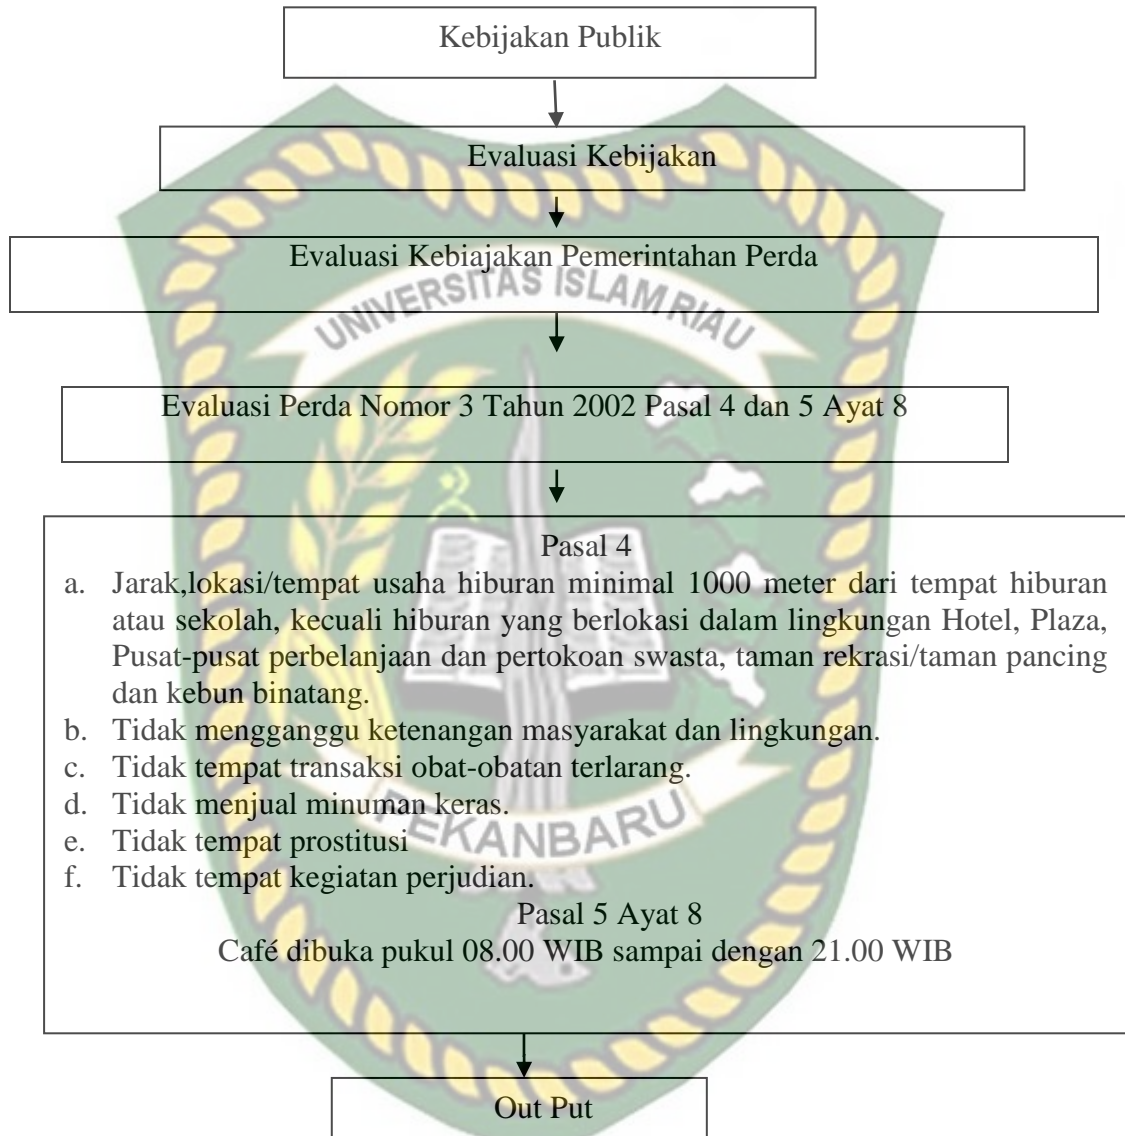 Kebijakan Publik
Evaluasi Kebijakan
Evaluasi Kebiajakan Pemerintahan Perda
UNIVERSITAS ISLAM RIAU
Evaluasi Perda Nomor 3 Tahun 2002 Pasal 4 dan 5 Ayat 8
Pasal 4
a. Jarak,lokasi/tempat usaha hiburan minimal 1000 meter dari tempat hiburan
atau sekolah, kecuali hiburan yang berlokasi dalam lingkungan Hotel, Plaza,
Pusat-pusat perbelanjaan dan pertokoan swasta, taman rekrasi/taman pancing
dan kebun binatang.
b. Tidak mengganggu ketenangan masyarakat dan lingkungan.
c. Tidak tempat transaksi obat-obatan terlarang.
d. Tidak menjual minuman keras.
e. Tidak tempat prostitusi
f. Tidak tempat kegiatan perjudian.
PEKANBARU
Pasal 5 Ayat 8
Café dibuka pukul 08.00 WIB sampai dengan 21.00 WIB
Out Put